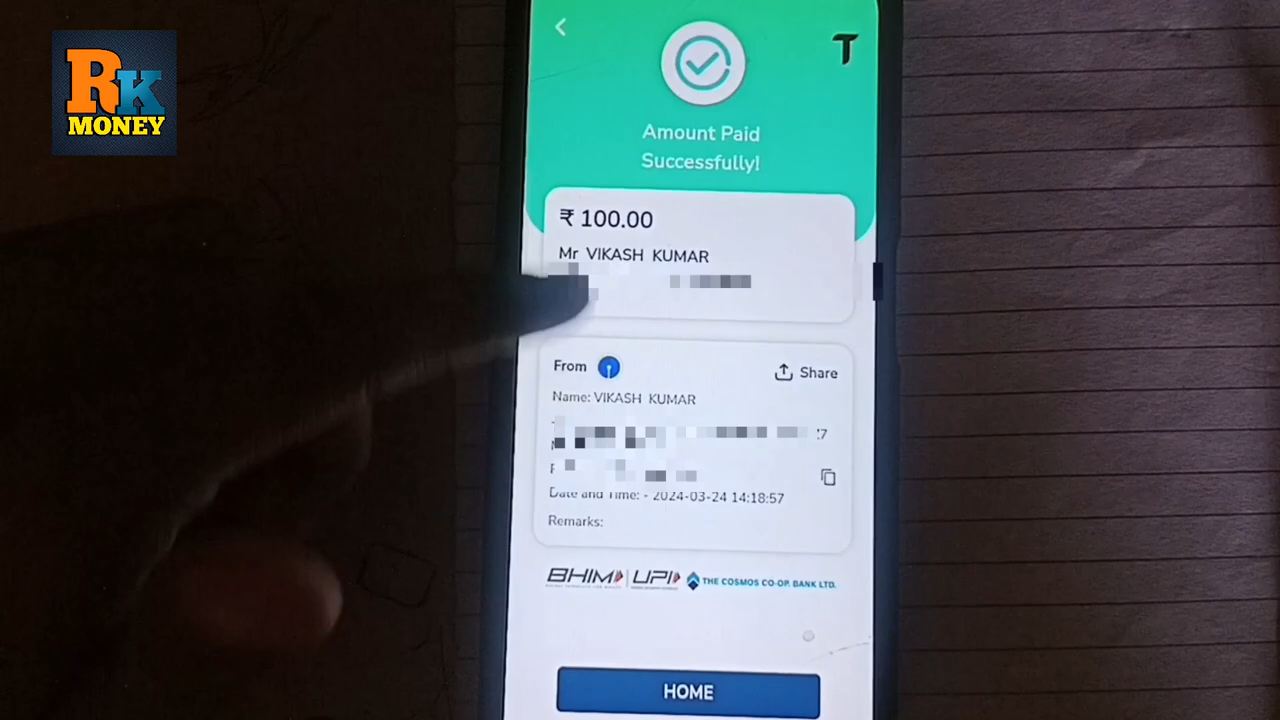 RK
MONEY
T
Amount Paid
Successfully!
₹ 100.00
Mr VIKASH KUMAR
From
Share
Name: VIKASH KUMAR
27
Date and Time: - 2024-03-24 14:18:57
Remarks:
BHIM UPI THE COSMOS CO-OP. BANK LTD.
HOME